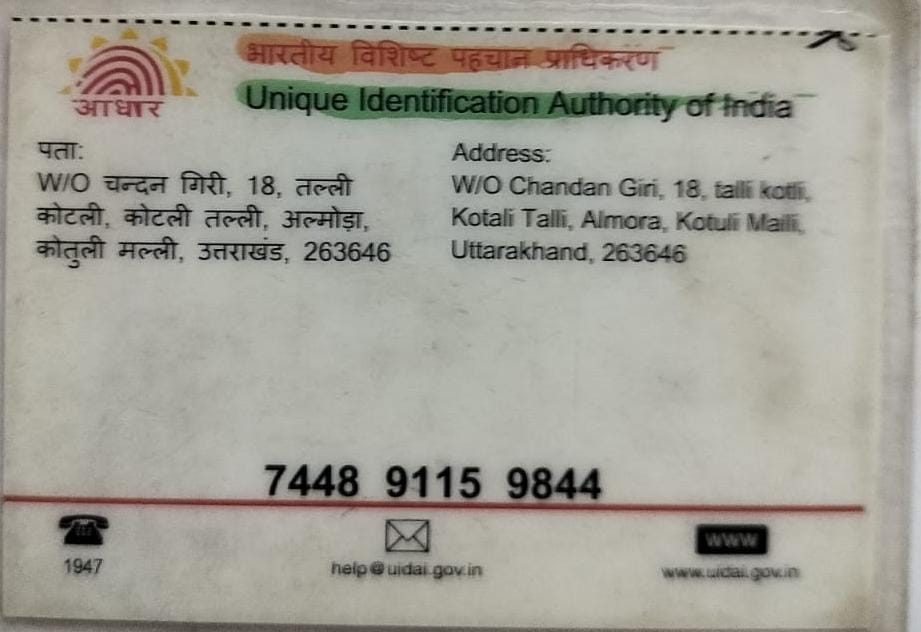 भारतीय विशिष्ट पहचान प्राधिकरण
Unique Identification Authority of India
आधार
पता:
W/O चन्दन गिरी, 18, तल्ली
कोटली, कोटली तल्ली, अल्मोड़ा,
कोतुली मल्ली, उत्तराखंड, 263646
Address:
W/O Chandan Giri, 18, talli kotli,
Kotali Talli, Almora, Kotuli Malli,
Uttarakhand, 263646
7448 9115 9844
1947
help@uidai.gov.in
WWW
www.uidai.gov.in